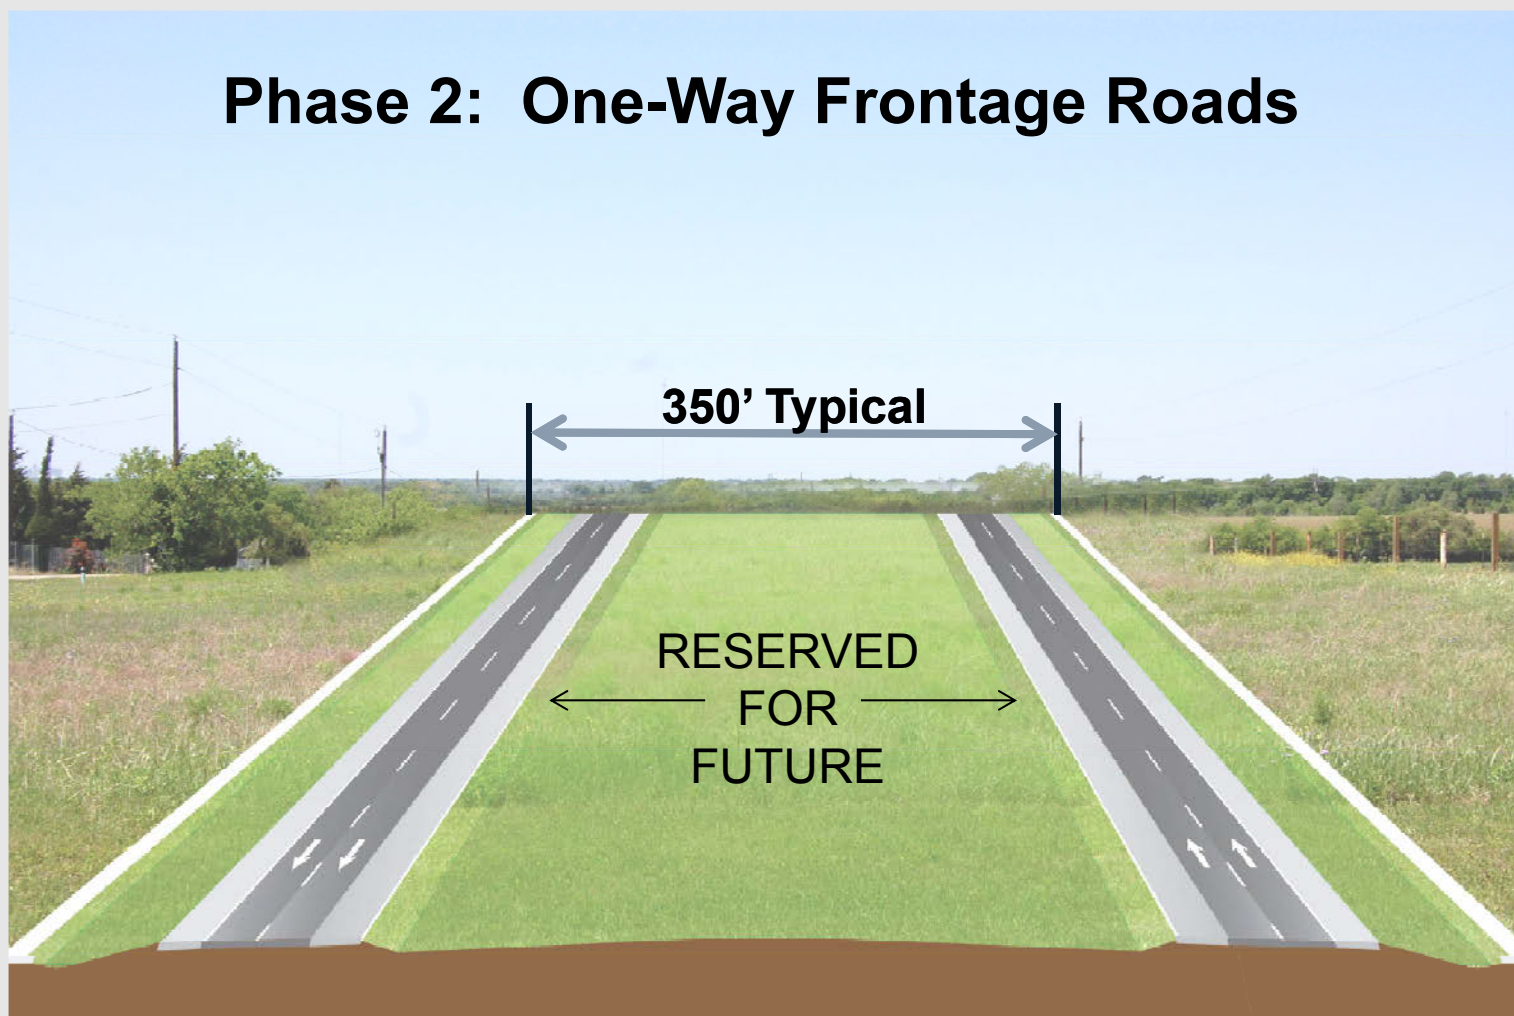 Phase 2:  One-Way Frontage Roads
350’ Typical
RESERVED
FOR
FUTURE